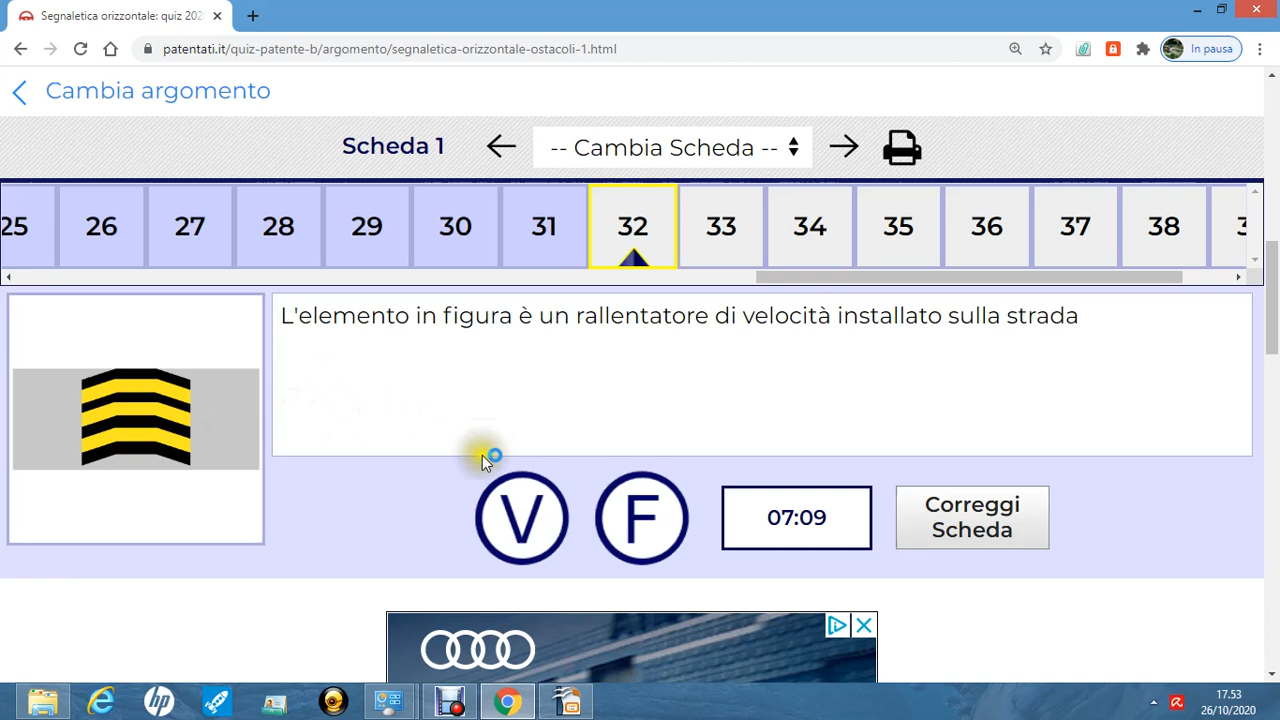 Segnaletica orizzontale: quiz 202
patentati.it/quiz-patente-b/argomento/segnaletica-orizzontale-ostacoli-1.html
In pausa
Cambia argomento
Scheda 1
-- Cambia Scheda --
25 26 27 28 29 30 31 32 33 34 35 36 37 38 3
L'elemento in figura è un rallentatore di velocità installato sulla strada
V F 07:09 Correggi
Scheda
hp
17.53
26/10/2020